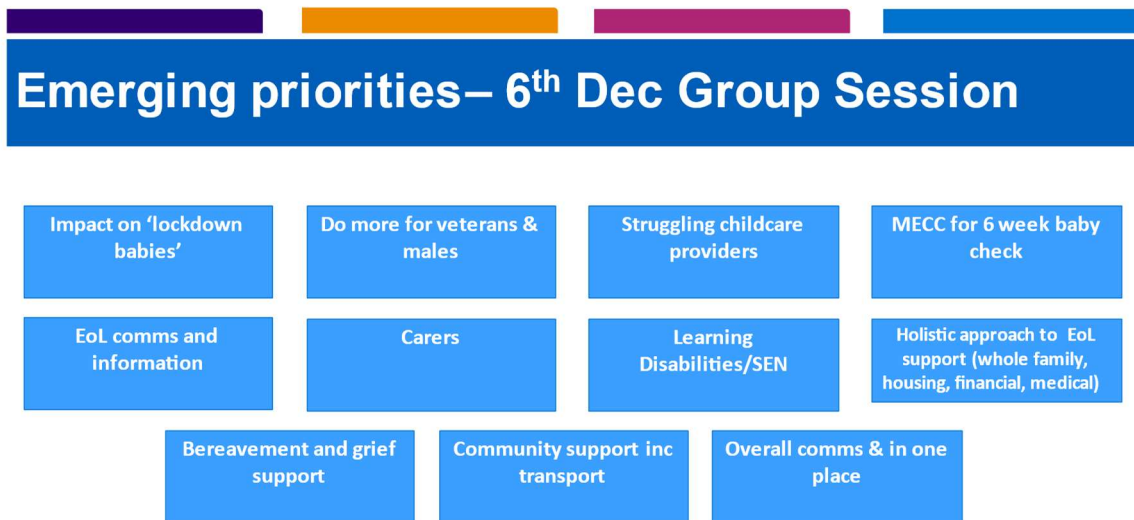 Emerging priorities– 6th Dec Group Session
Impact on ‘lockdown
babies’
Do more for veterans &
males
Struggling childcare
providers
MECC for 6 week baby
check
EoL comms and
information
Carers
Learning
Disabilities/SEN
Holistic approach to EoL
support (whole family,
housing, financial, medical)
Bereavement and grief
support
Community support inc
transport
Overall comms & in one
place